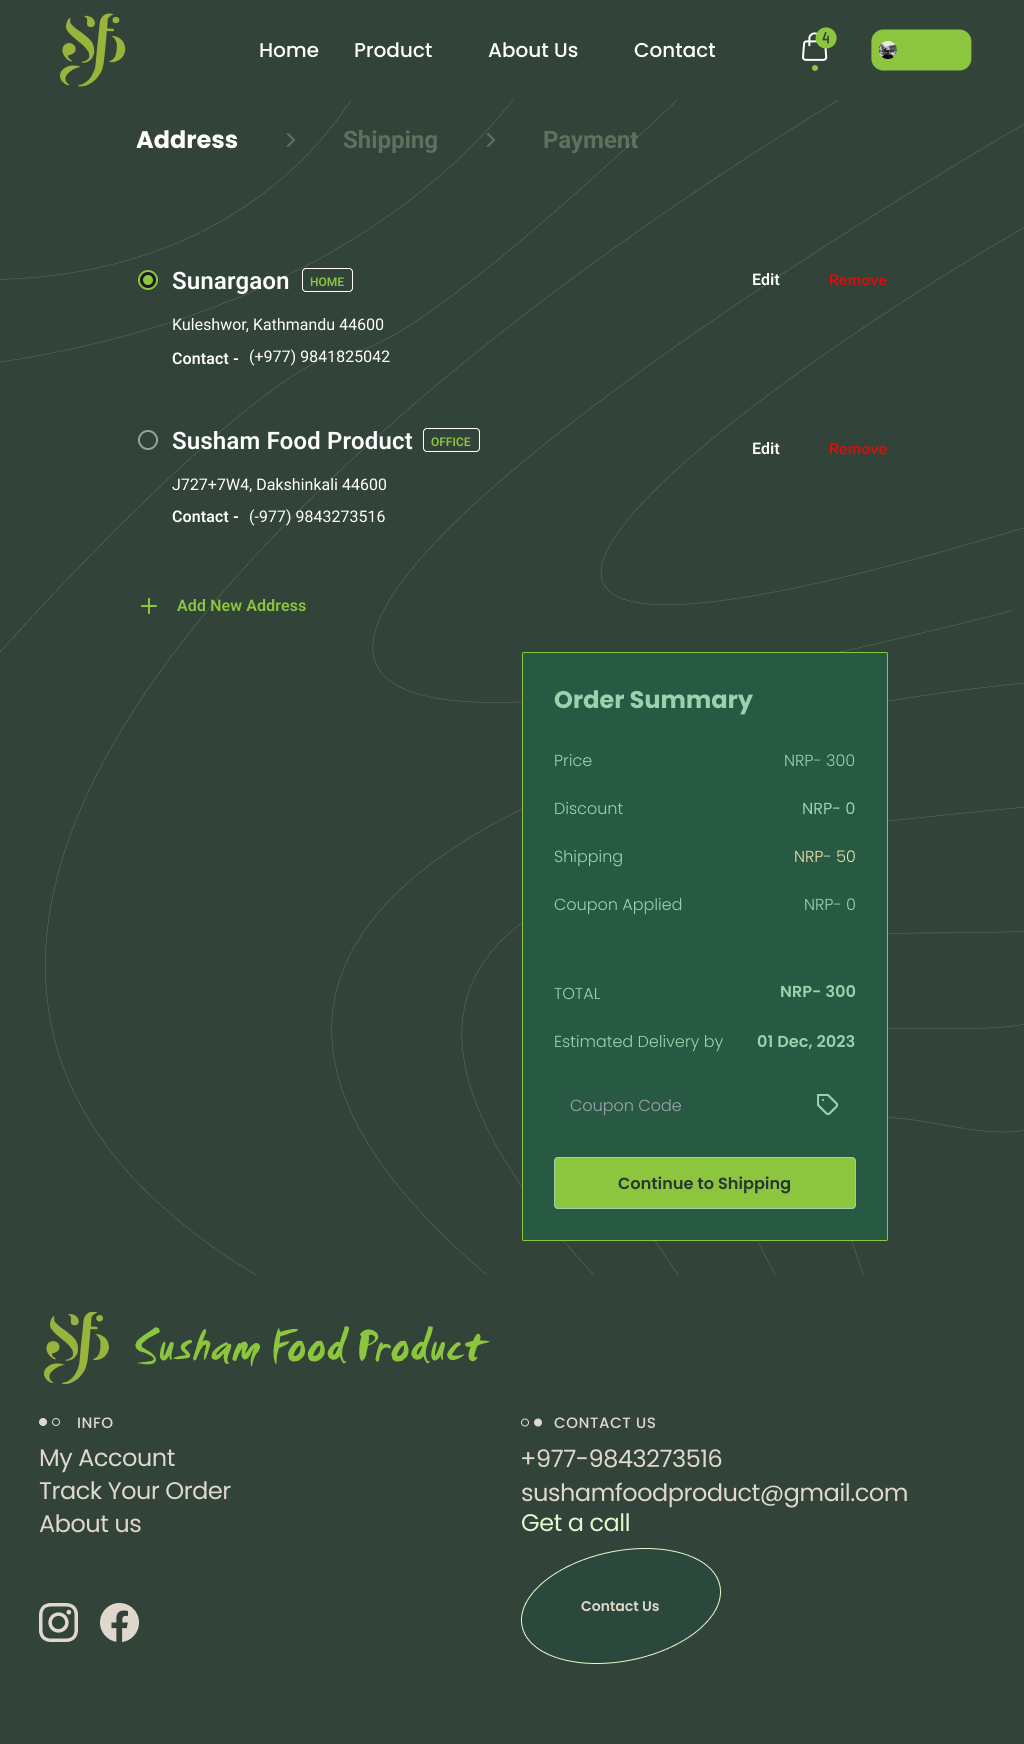 Home Product About Us Contact 4
Address Shipping Payment
Sunargaon HOME Edit Remove
Kuleshwor, Kathmandu 44600
Contact - (+977) 9841825042
Susham Food Product OFFICE Edit Remove
J727+7W4, Dakshinkali 44600
Contact - (-977) 9843273516
Add New Address
Order Summary
Price NRP- 300
Discount NRP- 0
Shipping NRP- 50
Coupon Applied NRP- 0
TOTAL NRP- 300
Estimated Delivery by 01 Dec, 2023
Coupon Code
Continue to Shipping
Susham Food Product
INFO
My Account
Track Your Order
About us
CONTACT US
+977-9843273516
sushamfoodproduct@gmail.com
Get a call
Contact Us